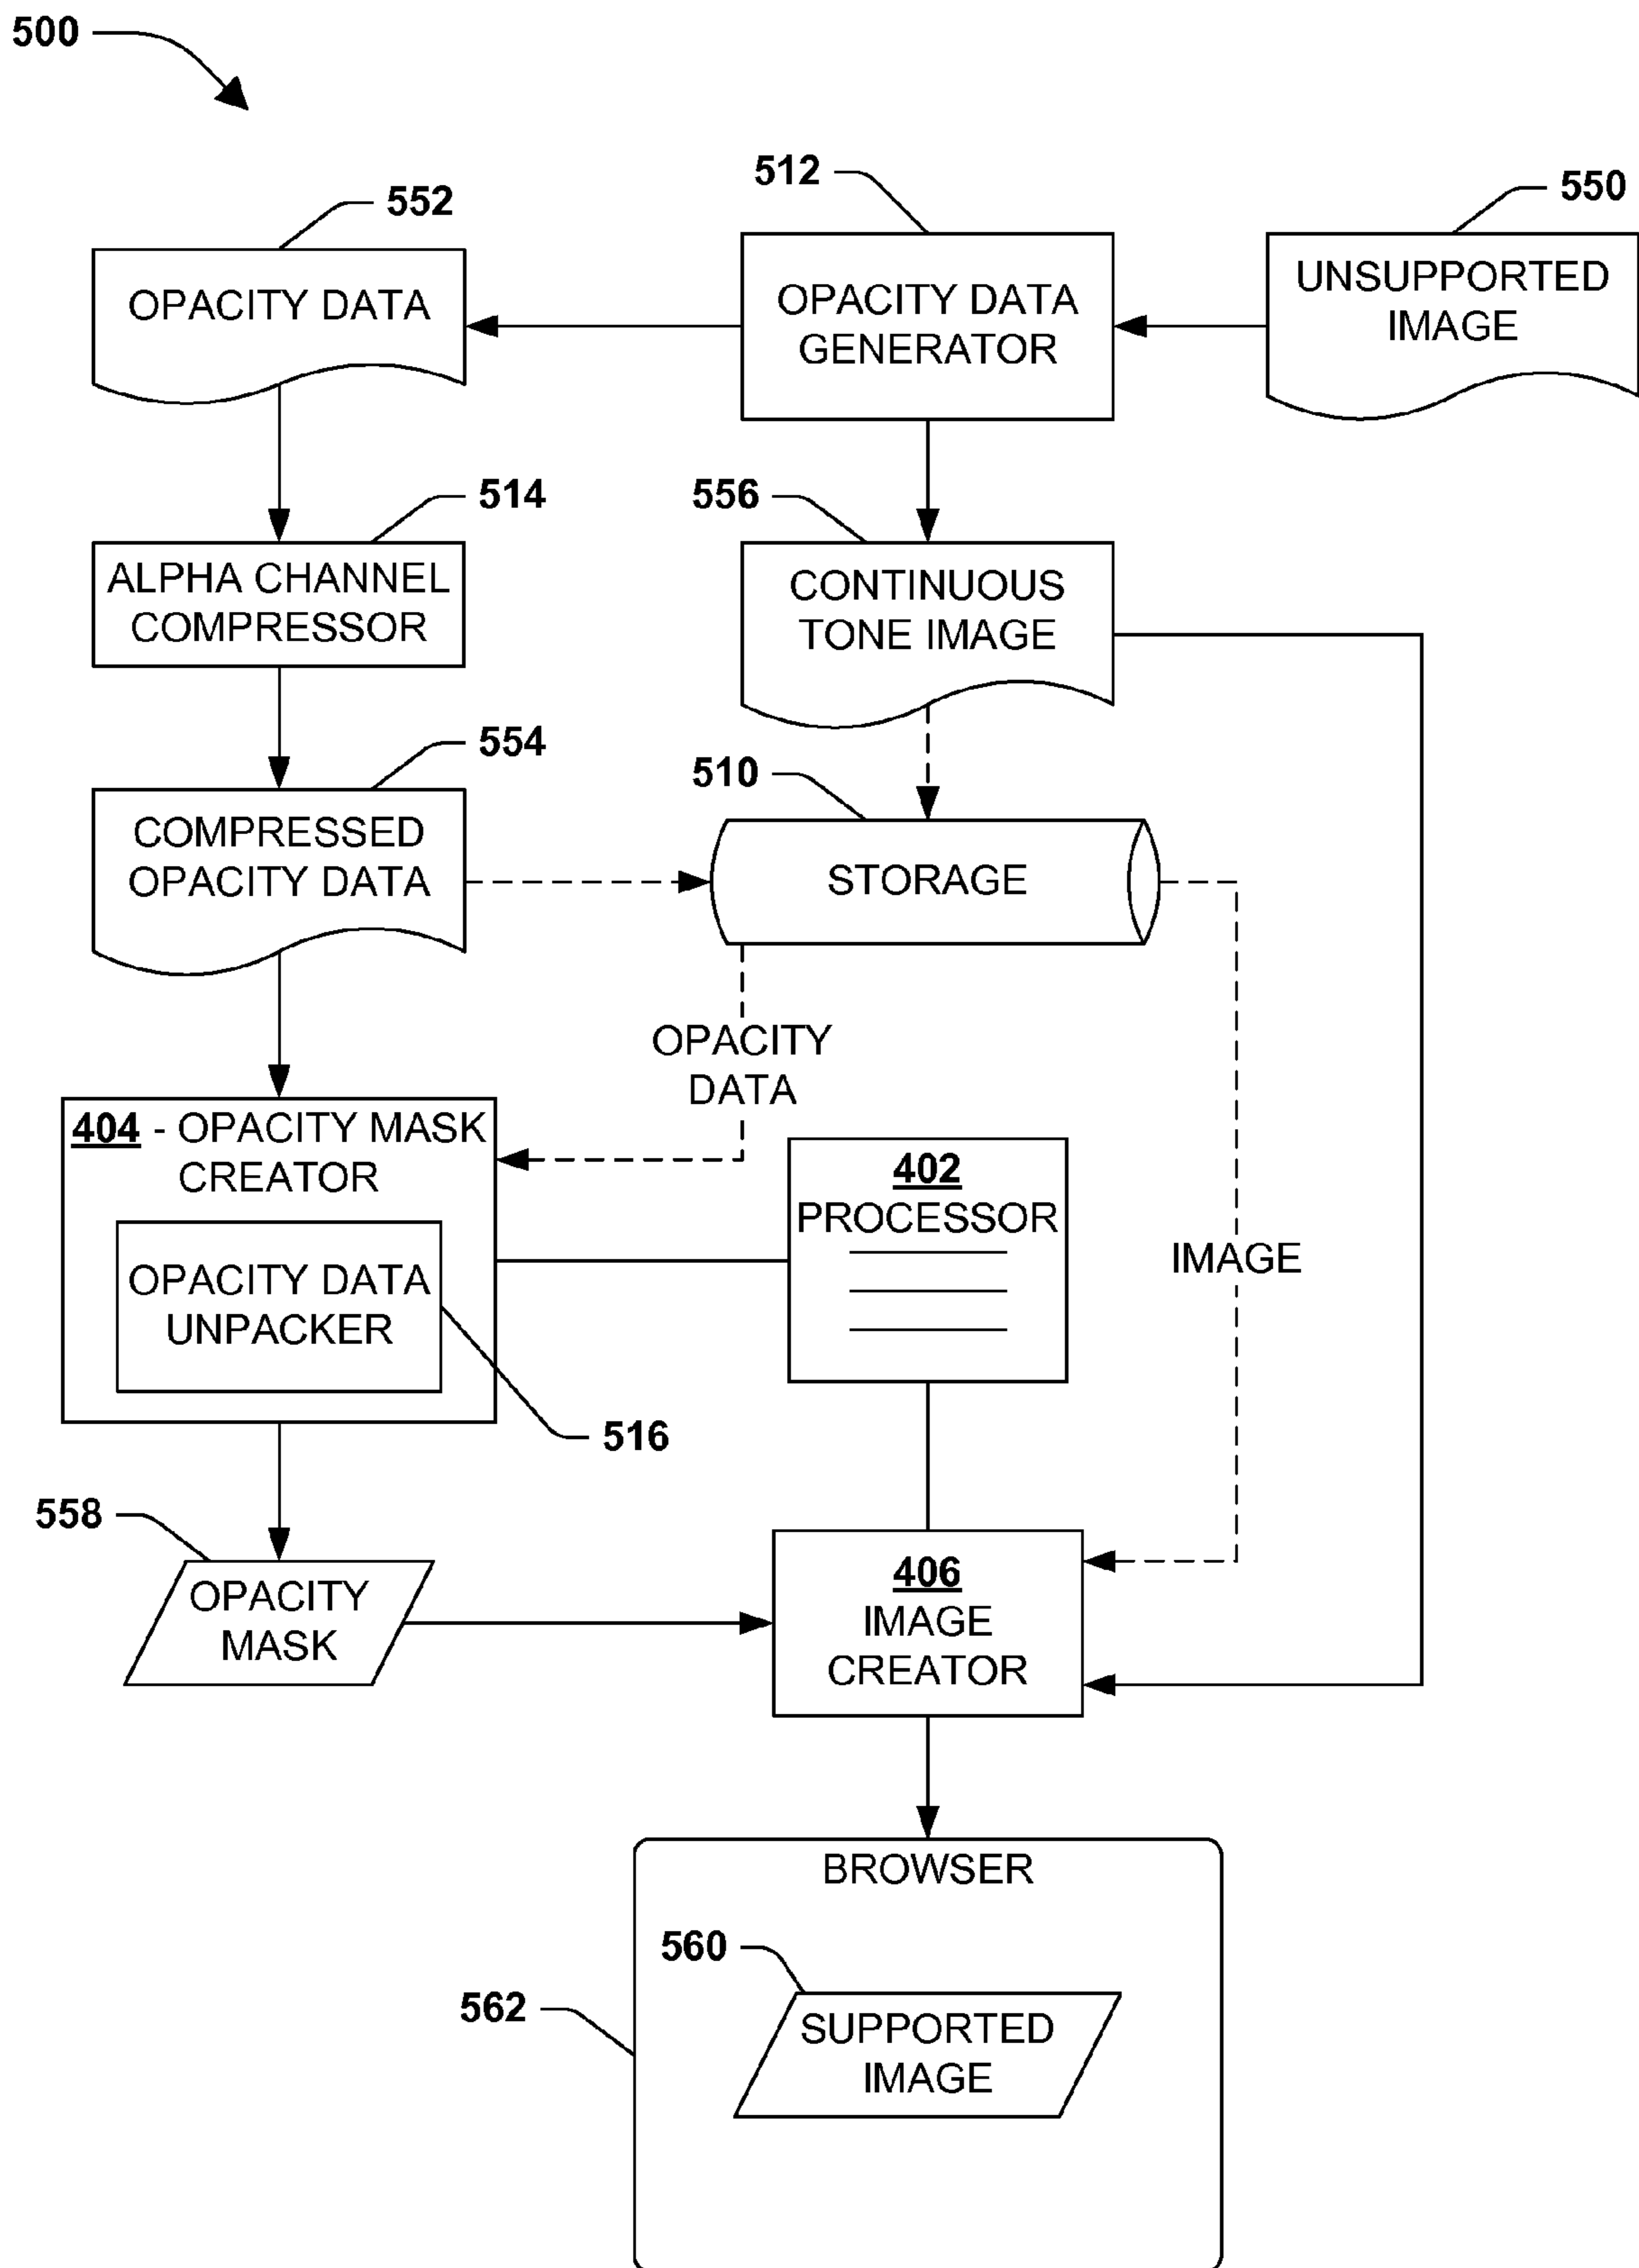 500
512
550
552
UNSUPPORTED
IMAGE
OPACITY DATA
GENERATOR
OPACITY DATA
514
556
ALPHA CHANNEL
COMPRESSOR
CONTINUOUS
TONE IMAGE
554
510
COMPRESSED
OPACITY DATA
STORAGE
OPACITY
DATA
404 - OPACITY MASK
CREATOR
402
PROCESSOR
OPACITY DATA
UNPACKER
IMAGE
516
558
OPACITY
MASK
406
IMAGE
CREATOR
BROWSER
560
562
SUPPORTED
IMAGE